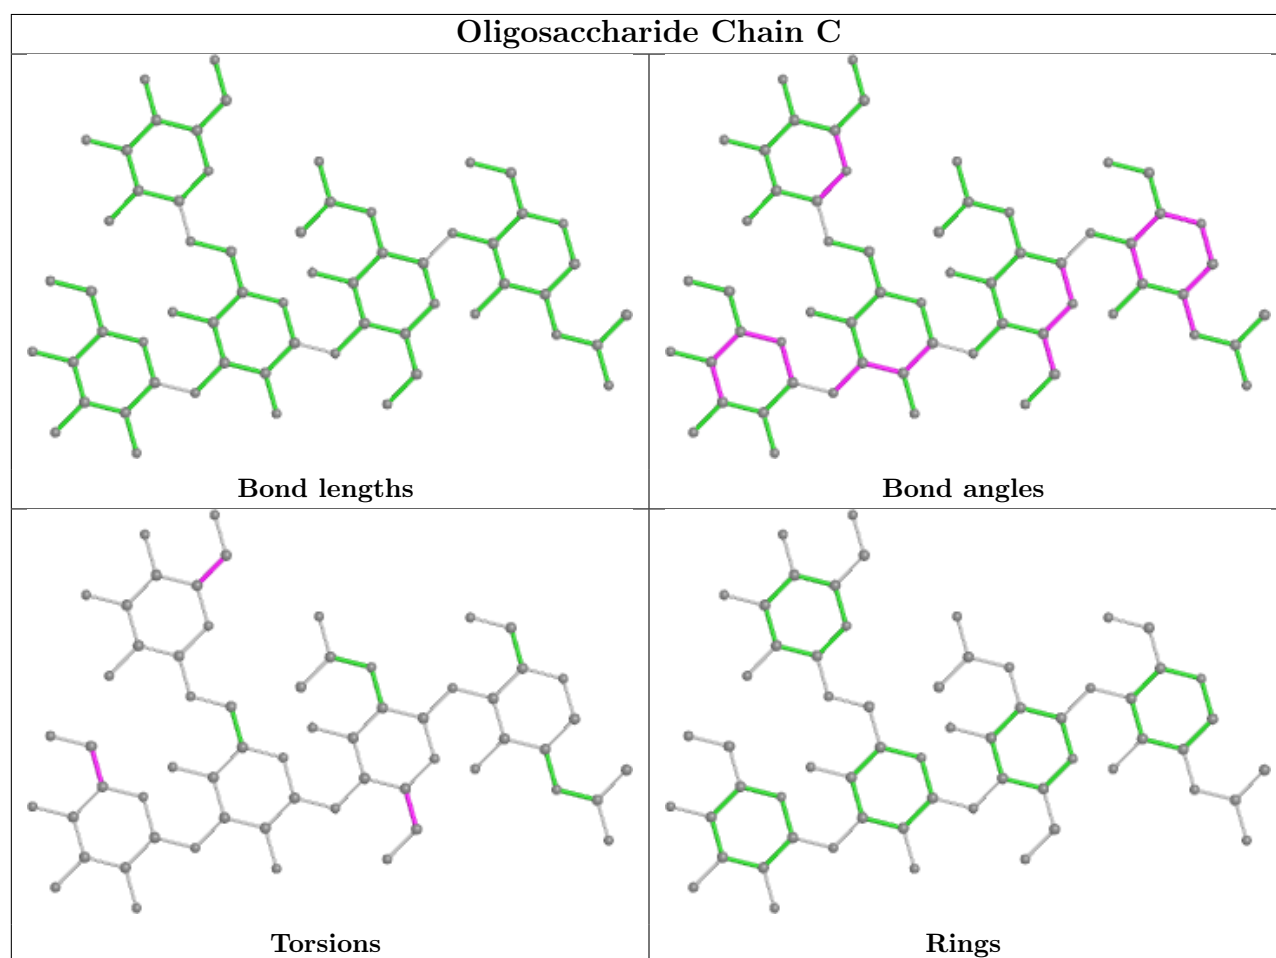 Oligosaccharide Chain C
Bond lengths
Bond angles
Torsions
Rings